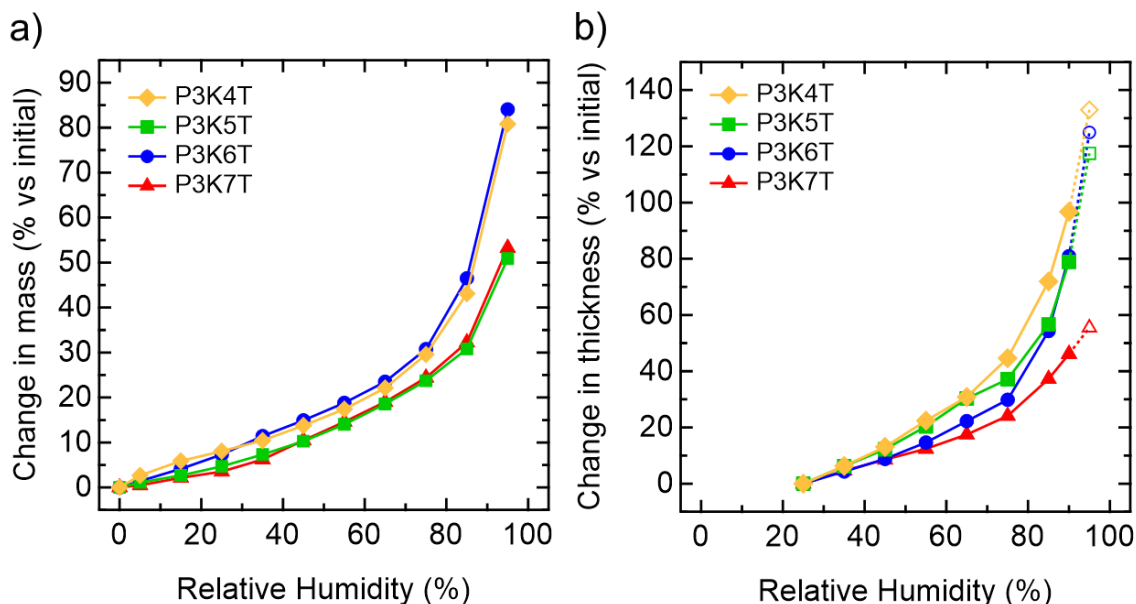 a)
Change in mass (% vs initial)
90
80
70
60
50
40
30
20
10
0
P3K4T
P3K5T
P3K6T
P3K7T
0 20 40 60 80 100
Relative Humidity (%)
b)
Change in thickness (% vs initial)
140
120
100
80
60
40
20
0
P3K4T
P3K5T
P3K6T
P3K7T
0 20 40 60 80 100
Relative Humidity (%)